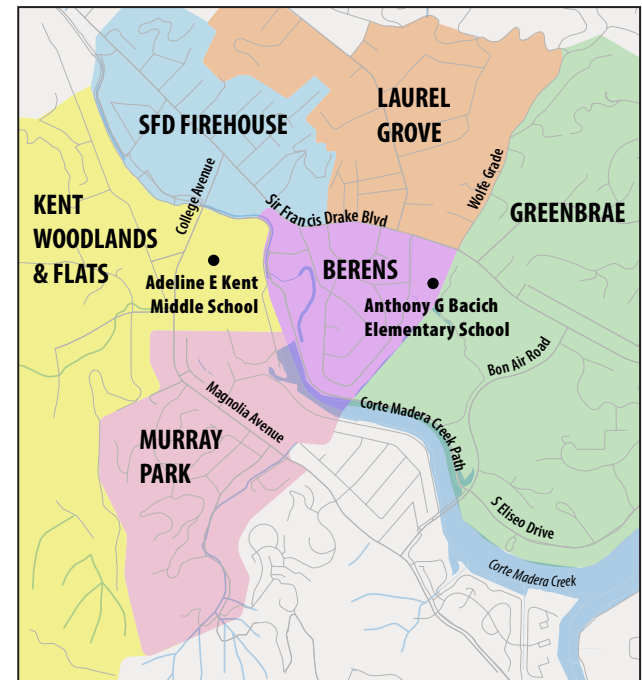 LAUREL
GROVE
SFD FIREHOUSE
College Avenue
Wolfe Grade
KENT
WOODLANDS
& FLATS
Sir Francis Drake Blvd
GREENBRAE
BERENS
Adeline E Kent
Middle School
Anthony G Bacich
Elementary School
Bon Air Road
Magnolia Avenue
Corte Madera Creek Path
MURRAY
PARK
S Eliseo Drive
Corte Madera Creek